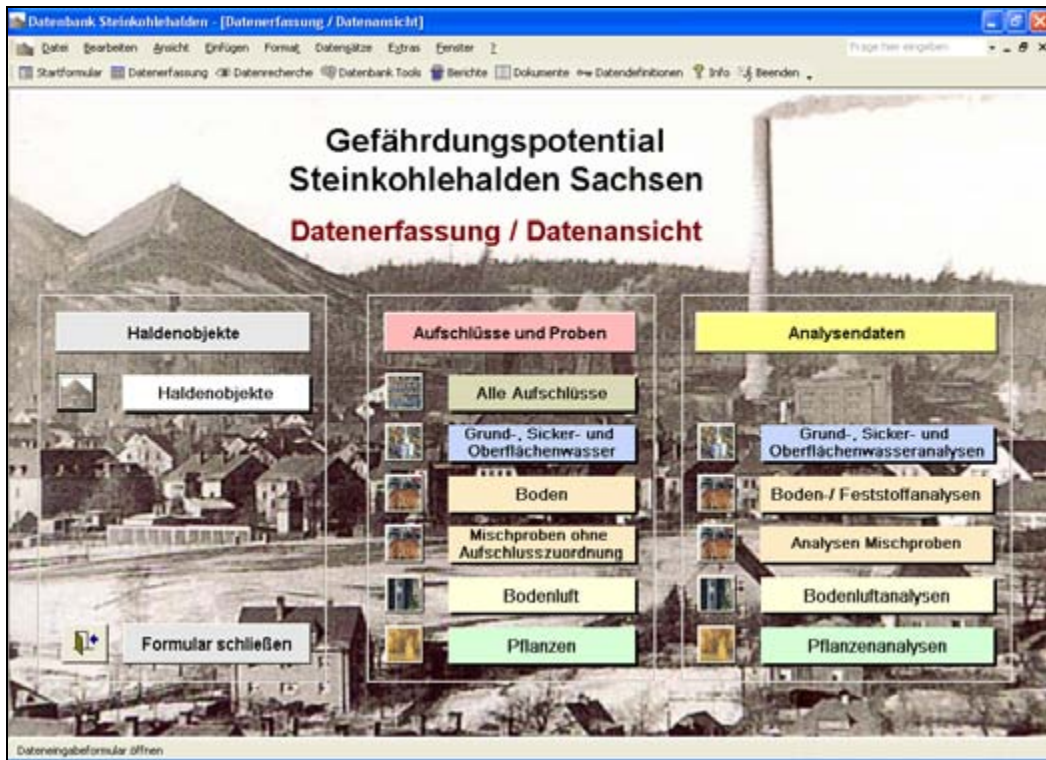 Datenbank Steinkohlehalden - [Datenerfassung / Datenansicht]
Datei Bearbeiten Ansicht Einfügen Format Datensätze Extras Fenster ?
Frage hier eingeben
Startformular Datenerfassung Datenrecherche Datenbank Tools Berichte Dokumente Datendefinitionen Info Beenden
Gefährdungspotential
Steinkohlehalden Sachsen
Datenerfassung / Datenansicht
Haldenobjekte
Haldenobjekte
Formular schließen
Aufschlüsse und Proben
Alle Aufschlüsse
Grund-, Sicker- und
Oberflächenwasser
Boden
Mischproben ohne
Aufschlusszuordnung
Bodenluft
Pflanzen
Analysendaten
Grund-, Sicker- und
Oberflächenwasseranalysen
Boden-/ Feststoffanalysen
Analysen Mischproben
Bodenluftanalysen
Pflanzenanalysen
Dateneingabeformular öffnen